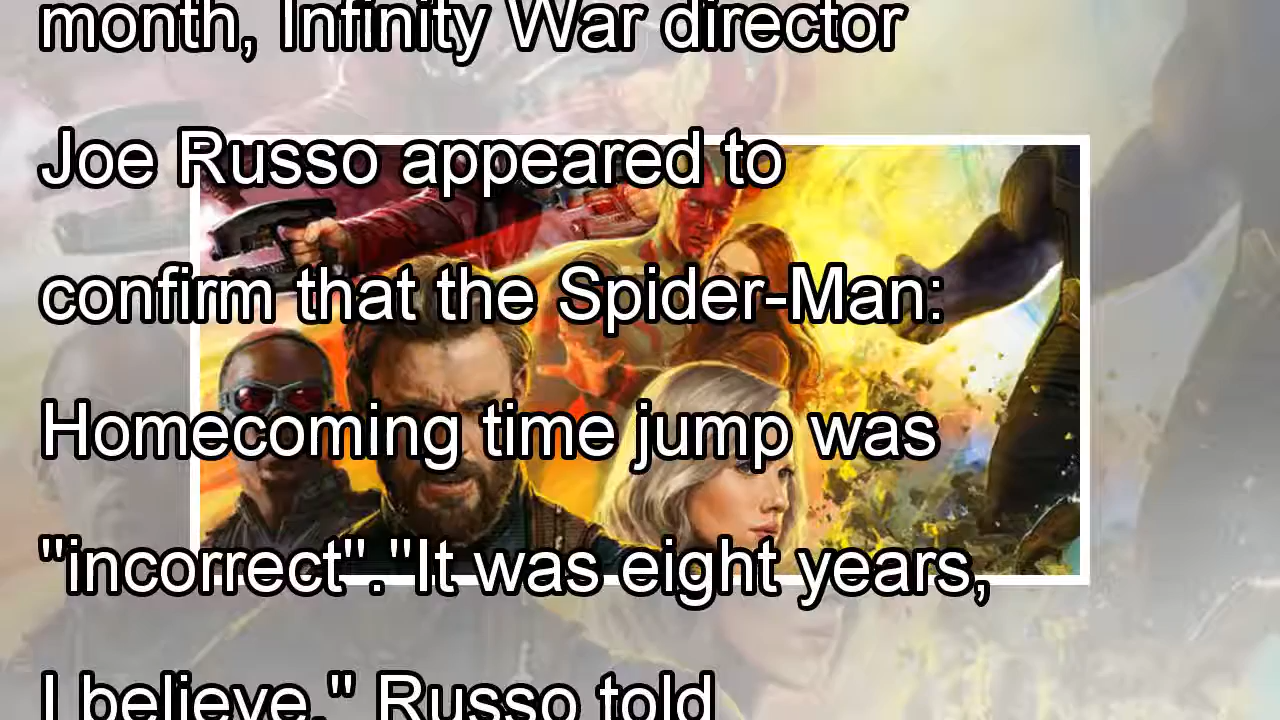 month, Infinity War director
Joe Russo appeared to
confirm that the Spider-Man:
Homecoming time jump was
"incorrect"."It was eight years,
I believe," Russo told